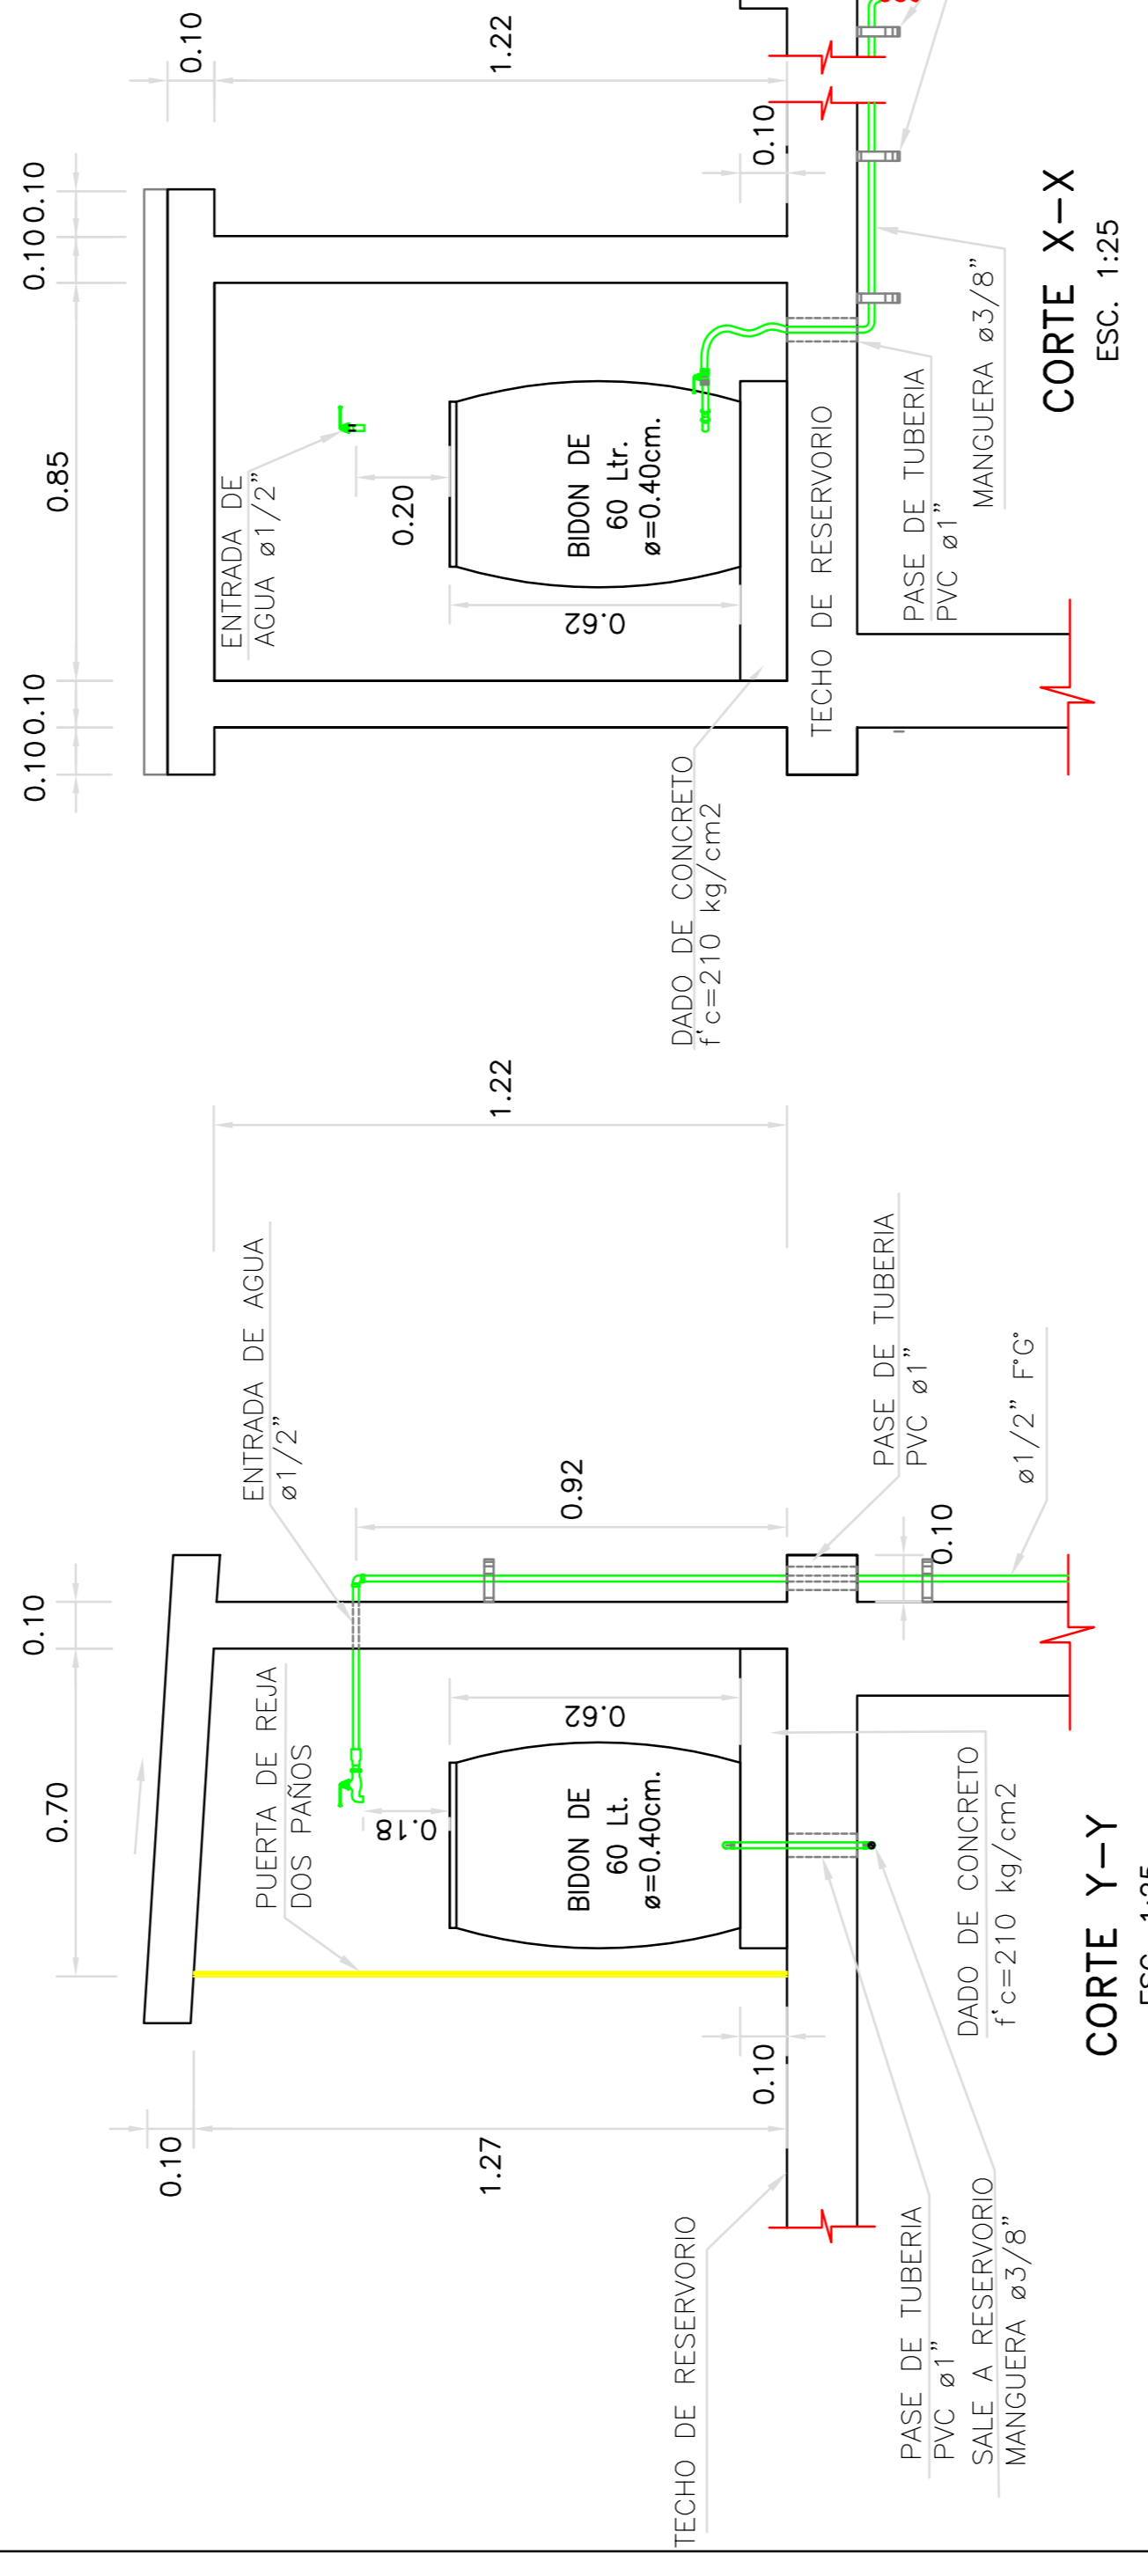 0.10
0.70
0.10
1.27
0.10
0.18
0.62
0.92
1.22
0.10
ENTRADA DE AGUA
ø1/2"
PUERTA DE REJA
DOS PAÑOS
BIDON DE
60 Lt.
ø=0.40cm.
TECHO DE RESERVORIO
PASE DE TUBERIA
PVC ø1"
SALE A RESERVORIO
MANGUERA ø3/8"
DADO DE CONCRETO
f'c=210 kg/cm2
PASE DE TUBERIA
PVC ø1"
ø1/2" F°G°
CORTE Y-Y
0.10
0.10
0.85
0.10
0.10
0.10
1.22
0.10
ENTRADA DE
AGUA ø1/2"
0.20
0.62
BIDON DE
60 Ltr.
ø=0.40cm.
DADO DE CONCRETO
f'c=210 kg/cm2
TECHO DE RESERVORIO
PASE DE TUBERIA
PVC ø1"
MANGUERA ø3/8"
CORTE X-X
ESC. 1:25